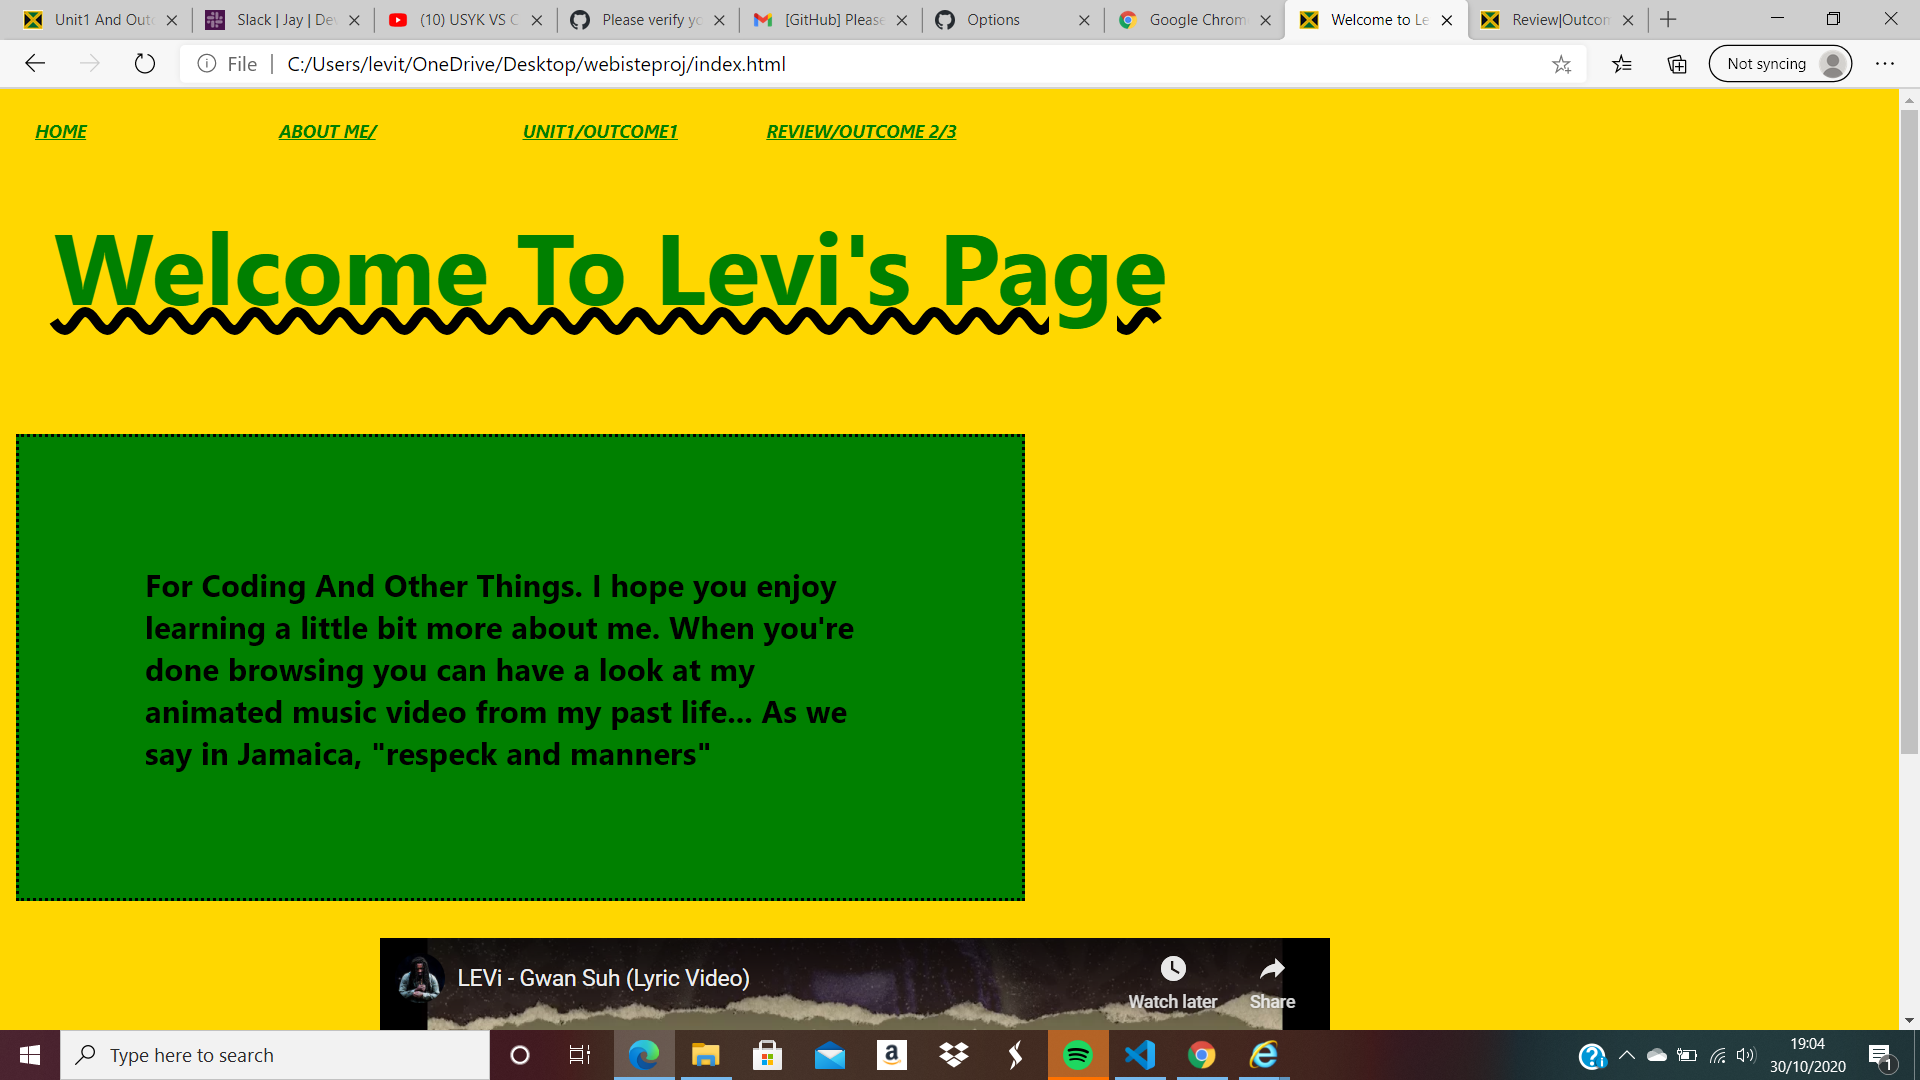 Unit1 And Outc
Slack | Jay | Dev
(10) USYK VS C
Please verify yo
[GitHub] Please
Options
Google Chrom
Welcome to Le
Review|Outcom
File
C:/Users/levit/OneDrive/Desktop/webisteproj/index.html
Not syncing
HOME
ABOUT ME/
UNIT1/OUTCOME1
REVIEW/OUTCOME 2/3
Welcome To Levi's Page
For Coding And Other Things. I hope you enjoy
learning a little bit more about me. When you're
done browsing you can have a look at my
animated music video from my past life... As we
say in Jamaica, "respeck and manners"
LEVi - Gwan Suh (Lyric Video)
Watch later
Share
Type here to search
19:04
30/10/2020
1